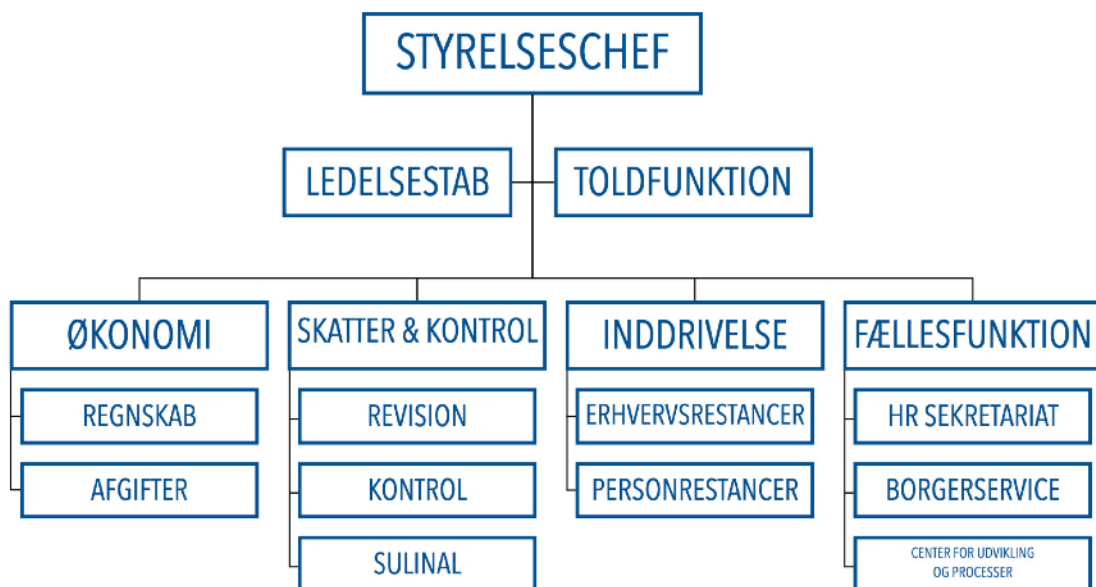 STYRELSESCHEF
LEDELSESTAB
TOLDFUNKTION
ØKONOMI
REGNSKAB
AFGIFTER
SKATTER & KONTROL
REVISION
KONTROL
SULINAL
INDDRIVELSE
ERHVERVSRESTANCER
PERSONRESTANCER
FÆLLESFUNKTION
HR SEKRETARIAT
BORGERSERVICE
CENTER FOR UDVIKLING
OG PROCESSER